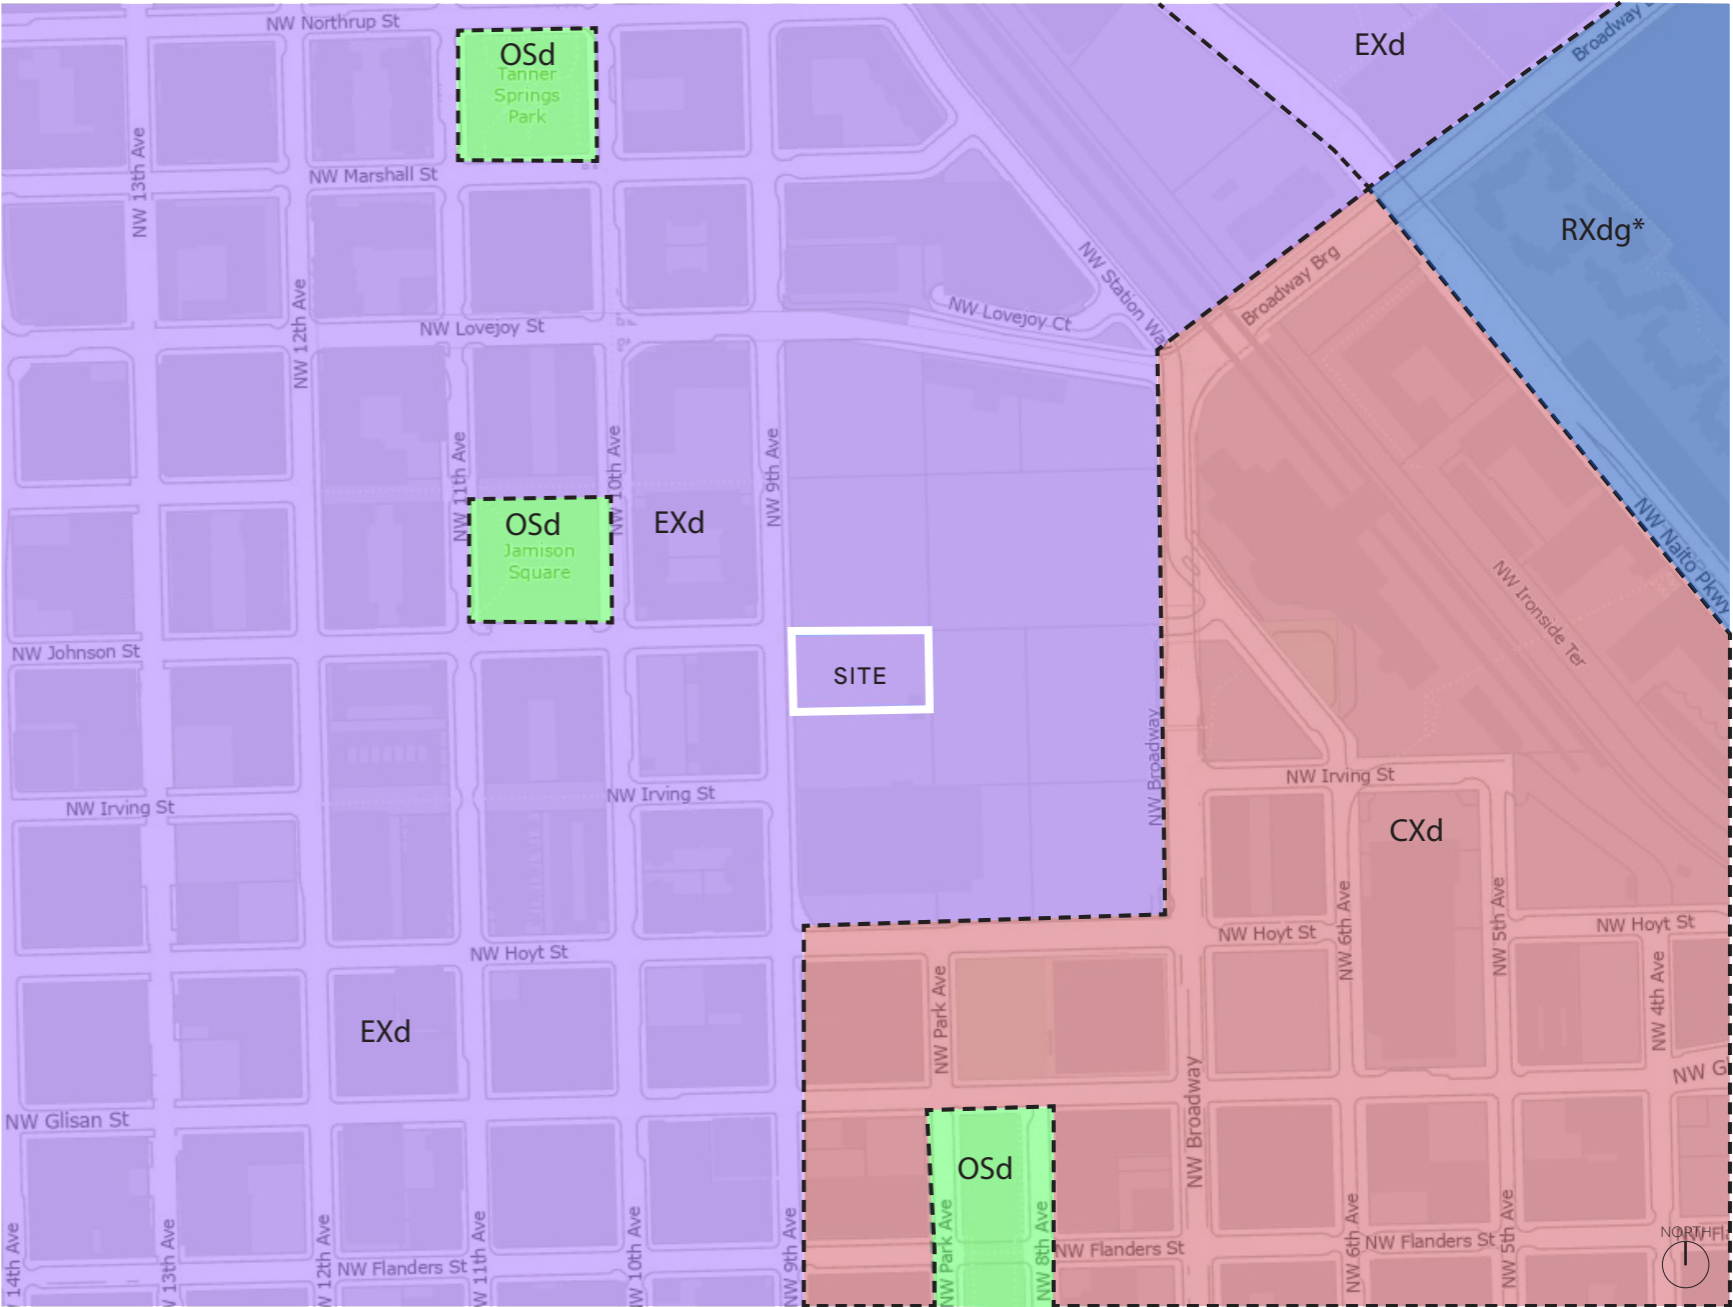 NW Northrup St
OSd
Tanner
Springs
Park
EXd
Broadway
NW 13th Ave
NW Marshall St
RXdg*
NW Station Way
Broadway Brg
NW 12th Ave
NW Lovejoy St
NW Lovejoy Ct
NW 11th Ave
NW 10th Ave
NW 9th Ave
OSd
Jamison
Square
EXd
NW Naito Pkwy
NW Ironside Ter
NW Johnson St
SITE
NW Broadway
NW Irving St
NW Irving St
NW Irving St
CXd
NW Hoyt St
NW Hoyt St
NW Hoyt St
NW 6th Ave
NW 5th Ave
NW Park Ave
NW 4th Ave
EXd
NW Broadway
NW G
NW Glisan St
OSd
14th Ave
13th Ave
12th Ave
11th Ave
10th Ave
NW 9th Ave
NW Park Ave
NW 8th Ave
NW 6th Ave
NW 5th Ave
NW Flanders St
NW Flanders St
NW Flanders St
NW Fl
NORTH